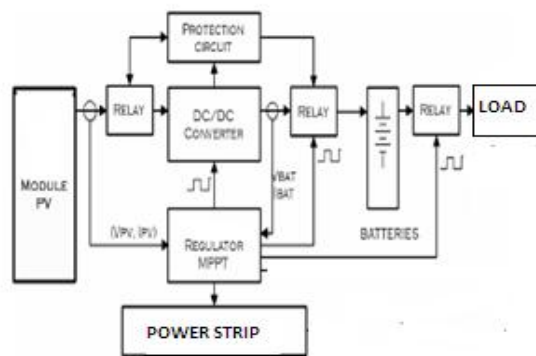 PROTECTION
CIRCUIT
MODULE
PV
RELAY
DC/DC
CONVERTER
RELAY
RELAY
LOAD
VBAT
IBAT
(VPV, IPV)
REGULATOR
MPPT
BATTERIES
POWER STRIP